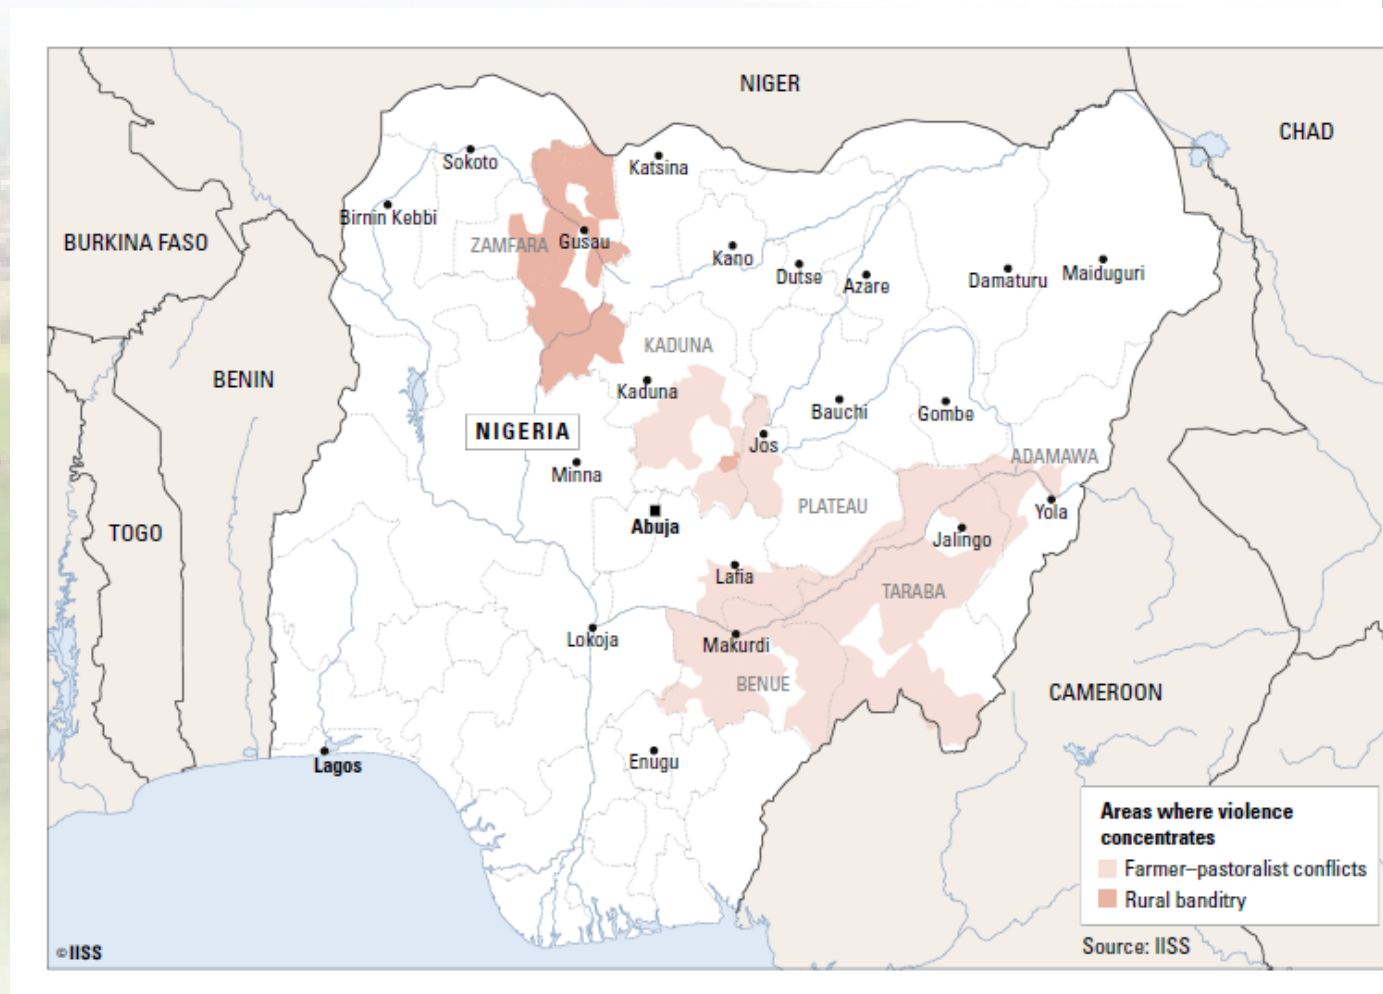 NIGER
CHAD
Sokoto
Katsina
Birnin Kebbi
BURKINA FASO
ZAMFARA
Gusau
Kano
Dutse
Azare
Damaturu
Maiduguri
KADUNA
BENIN
Kaduna
Bauchi
Gombe
NIGERIA
Jos
ADAMAWA
Minna
PLATEAU
Yola
TOGO
Abuja
Jalingo
Lafia
TARABA
Lokoja
Makurdi
BENUE
CAMEROON
Enugu
Lagos
Areas where violence
concentrates
Farmer–pastoralist conflicts
Rural banditry
Source: IISS
©IISS